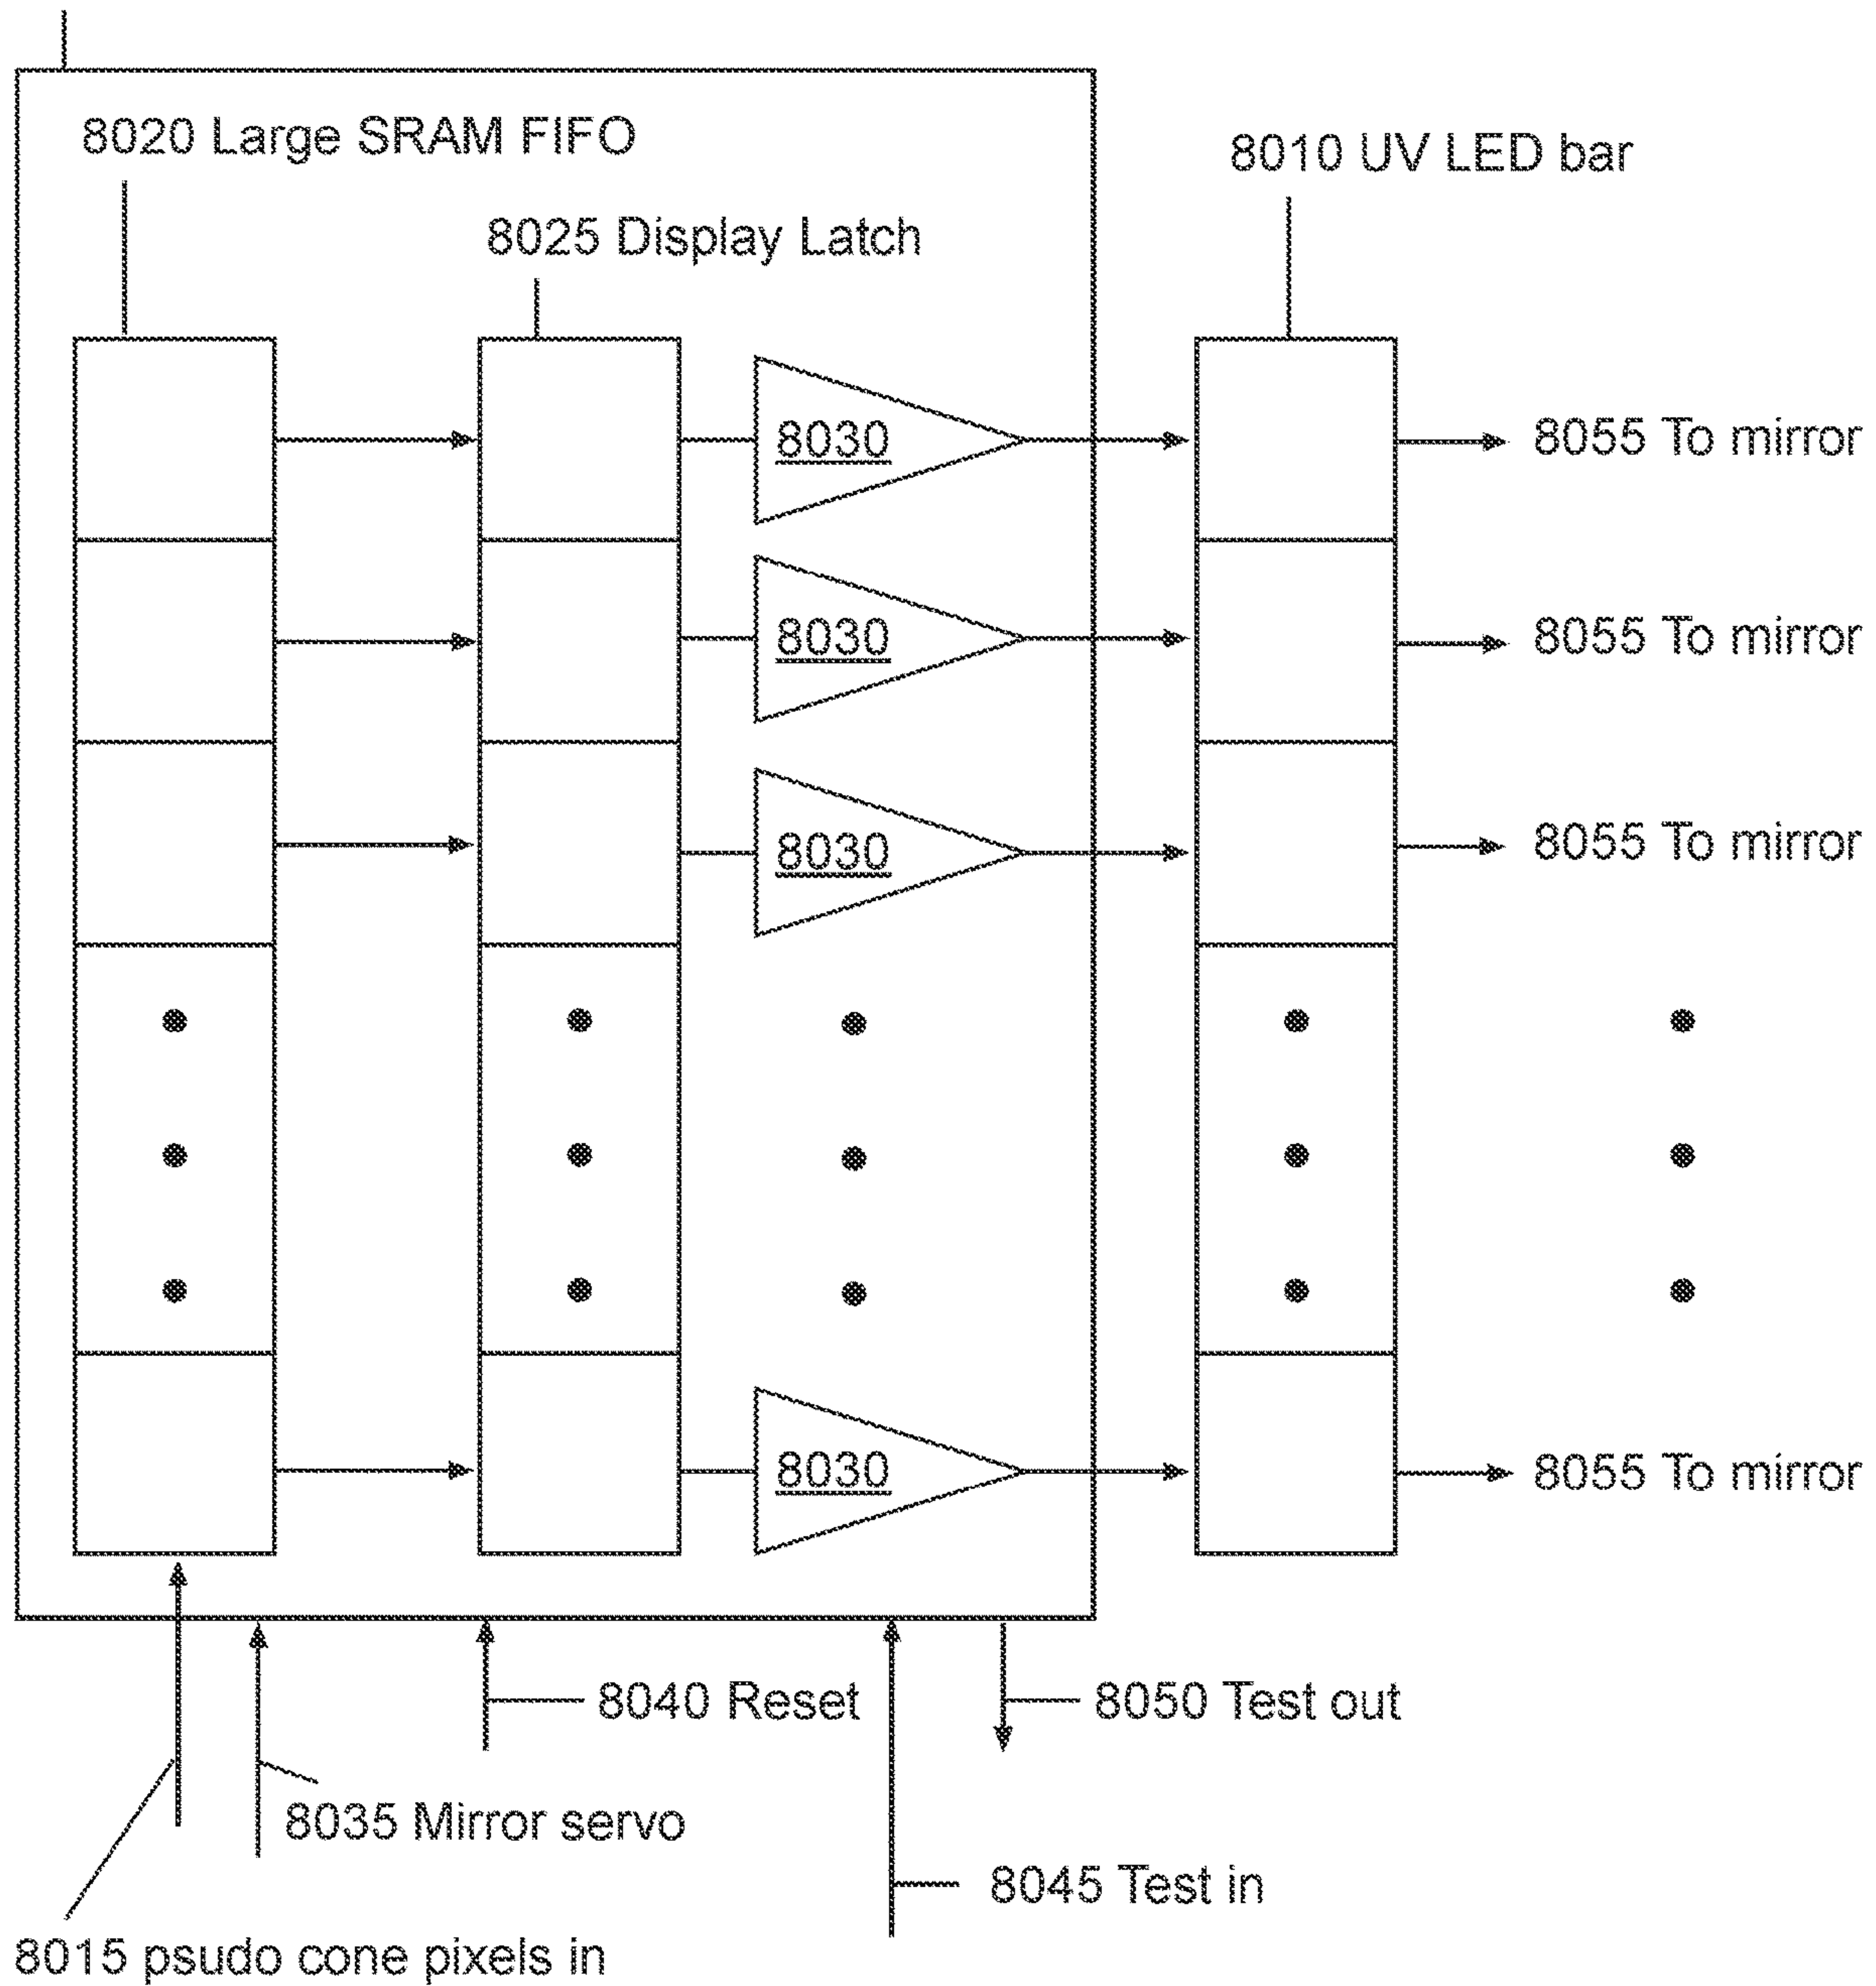 8020 Large SRAM FIFO
8010 UV LED bar
8025 Display Latch
8030
8055 To mirror
8030
8055 To mirror
8030
8055 To mirror
8030
8055 To mirror
8040 Reset
8050 Test out
8035 Mirror servo
8045 Test in
8015 psudo cone pixels in